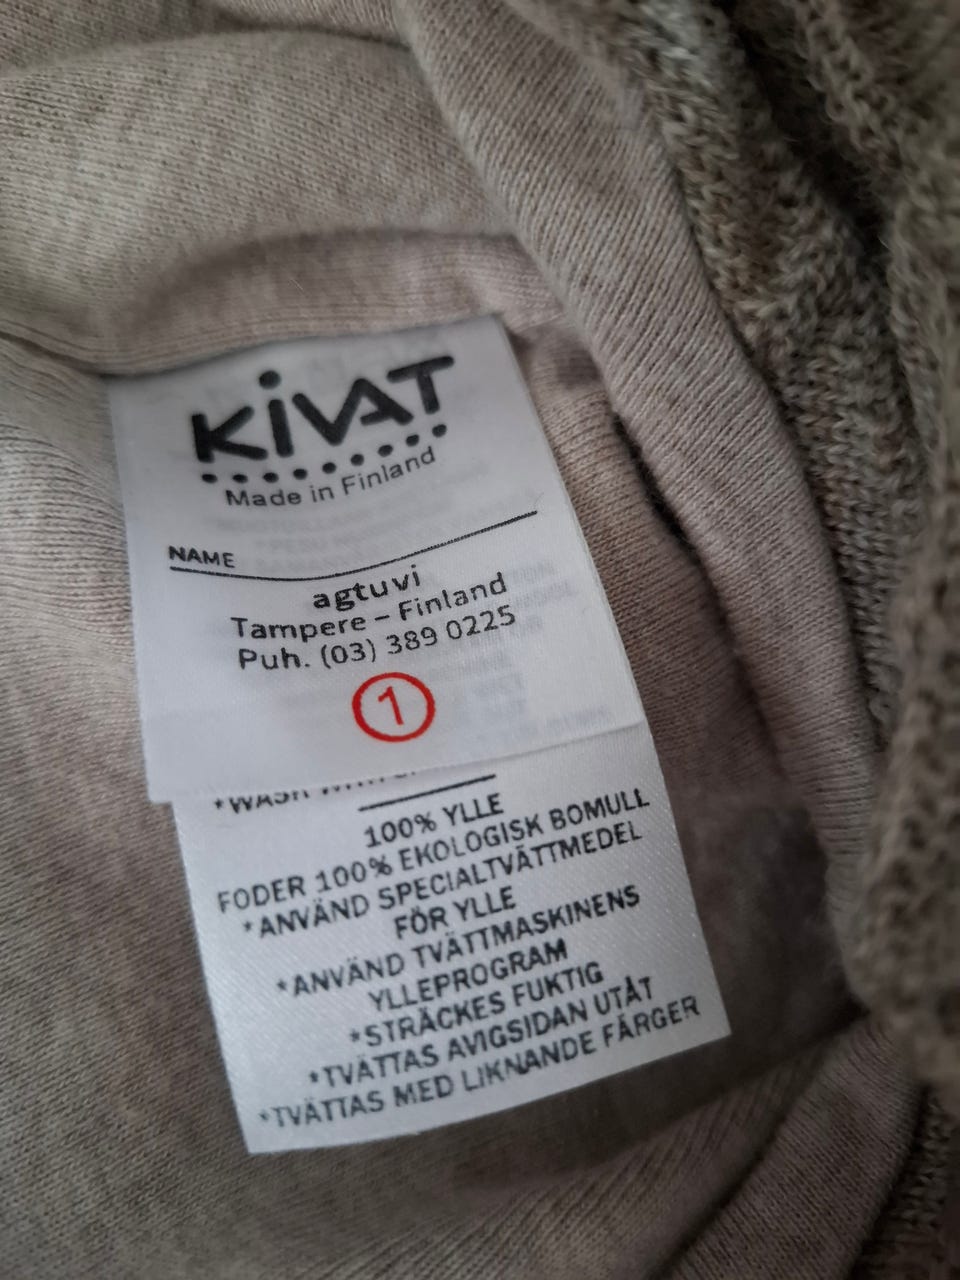 KiVAT
Made in Finland
NAME
agtuvi
Tampere – Finland
Puh. (03) 389 0225
1
*WASH
100% YLLE
FODER 100% EKOLOGISK BOMULL
*ANVÄND SPECIALTVÄTTMEDEL
FÖR YLLE
*ANVÄND TVÄTTMASKINENS
YLLEPROGRAM
*STRÄCKES FUKTIG
*TVÄTTAS AVIGSIDAN UTÅT
*TVÄTTAS MED LIKNANDE FÄRGER